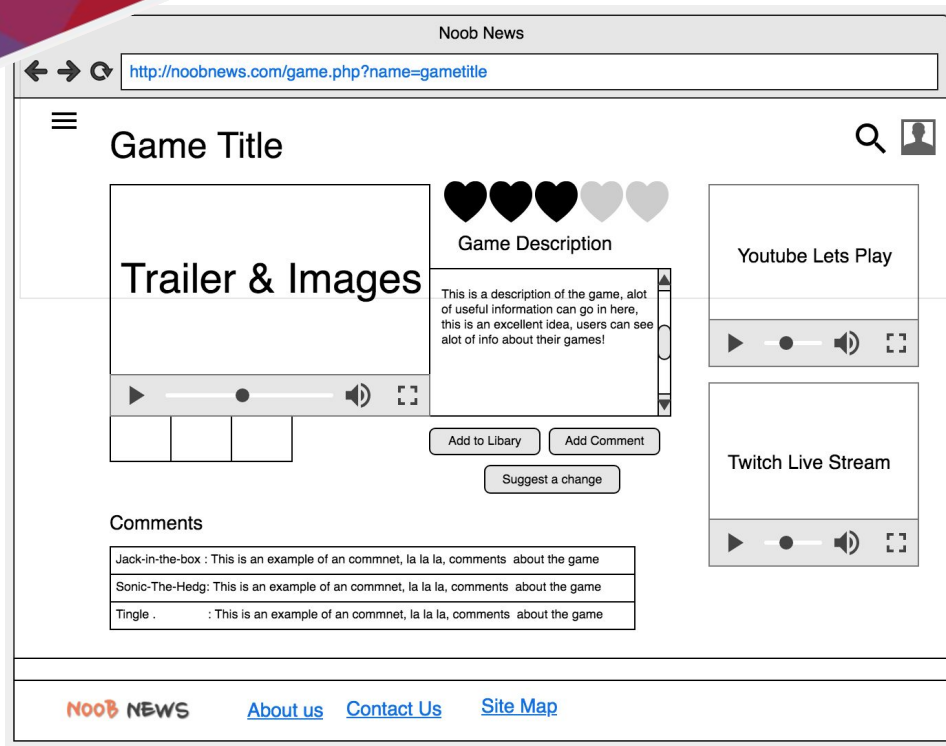 Noob News
http://noobnews.com/game.php?name=gametitle
Game Title
Trailer & Images
Game Description
This is a description of the game, alot
of useful information can go in here,
this is an excellent idea, users can see
alot of info about their games!
Add to Libary
Add Comment
Suggest a change
Youtube Lets Play
Twitch Live Stream
Comments
Jack-in-the-box : This is an example of an commnet, la la la, comments about the game
Sonic-The-Hedg: This is an example of an commnet, la la la, comments about the game
Tingle . : This is an example of an commnet, la la la, comments about the game
NOOB NEWS
About us
Contact Us
Site Map